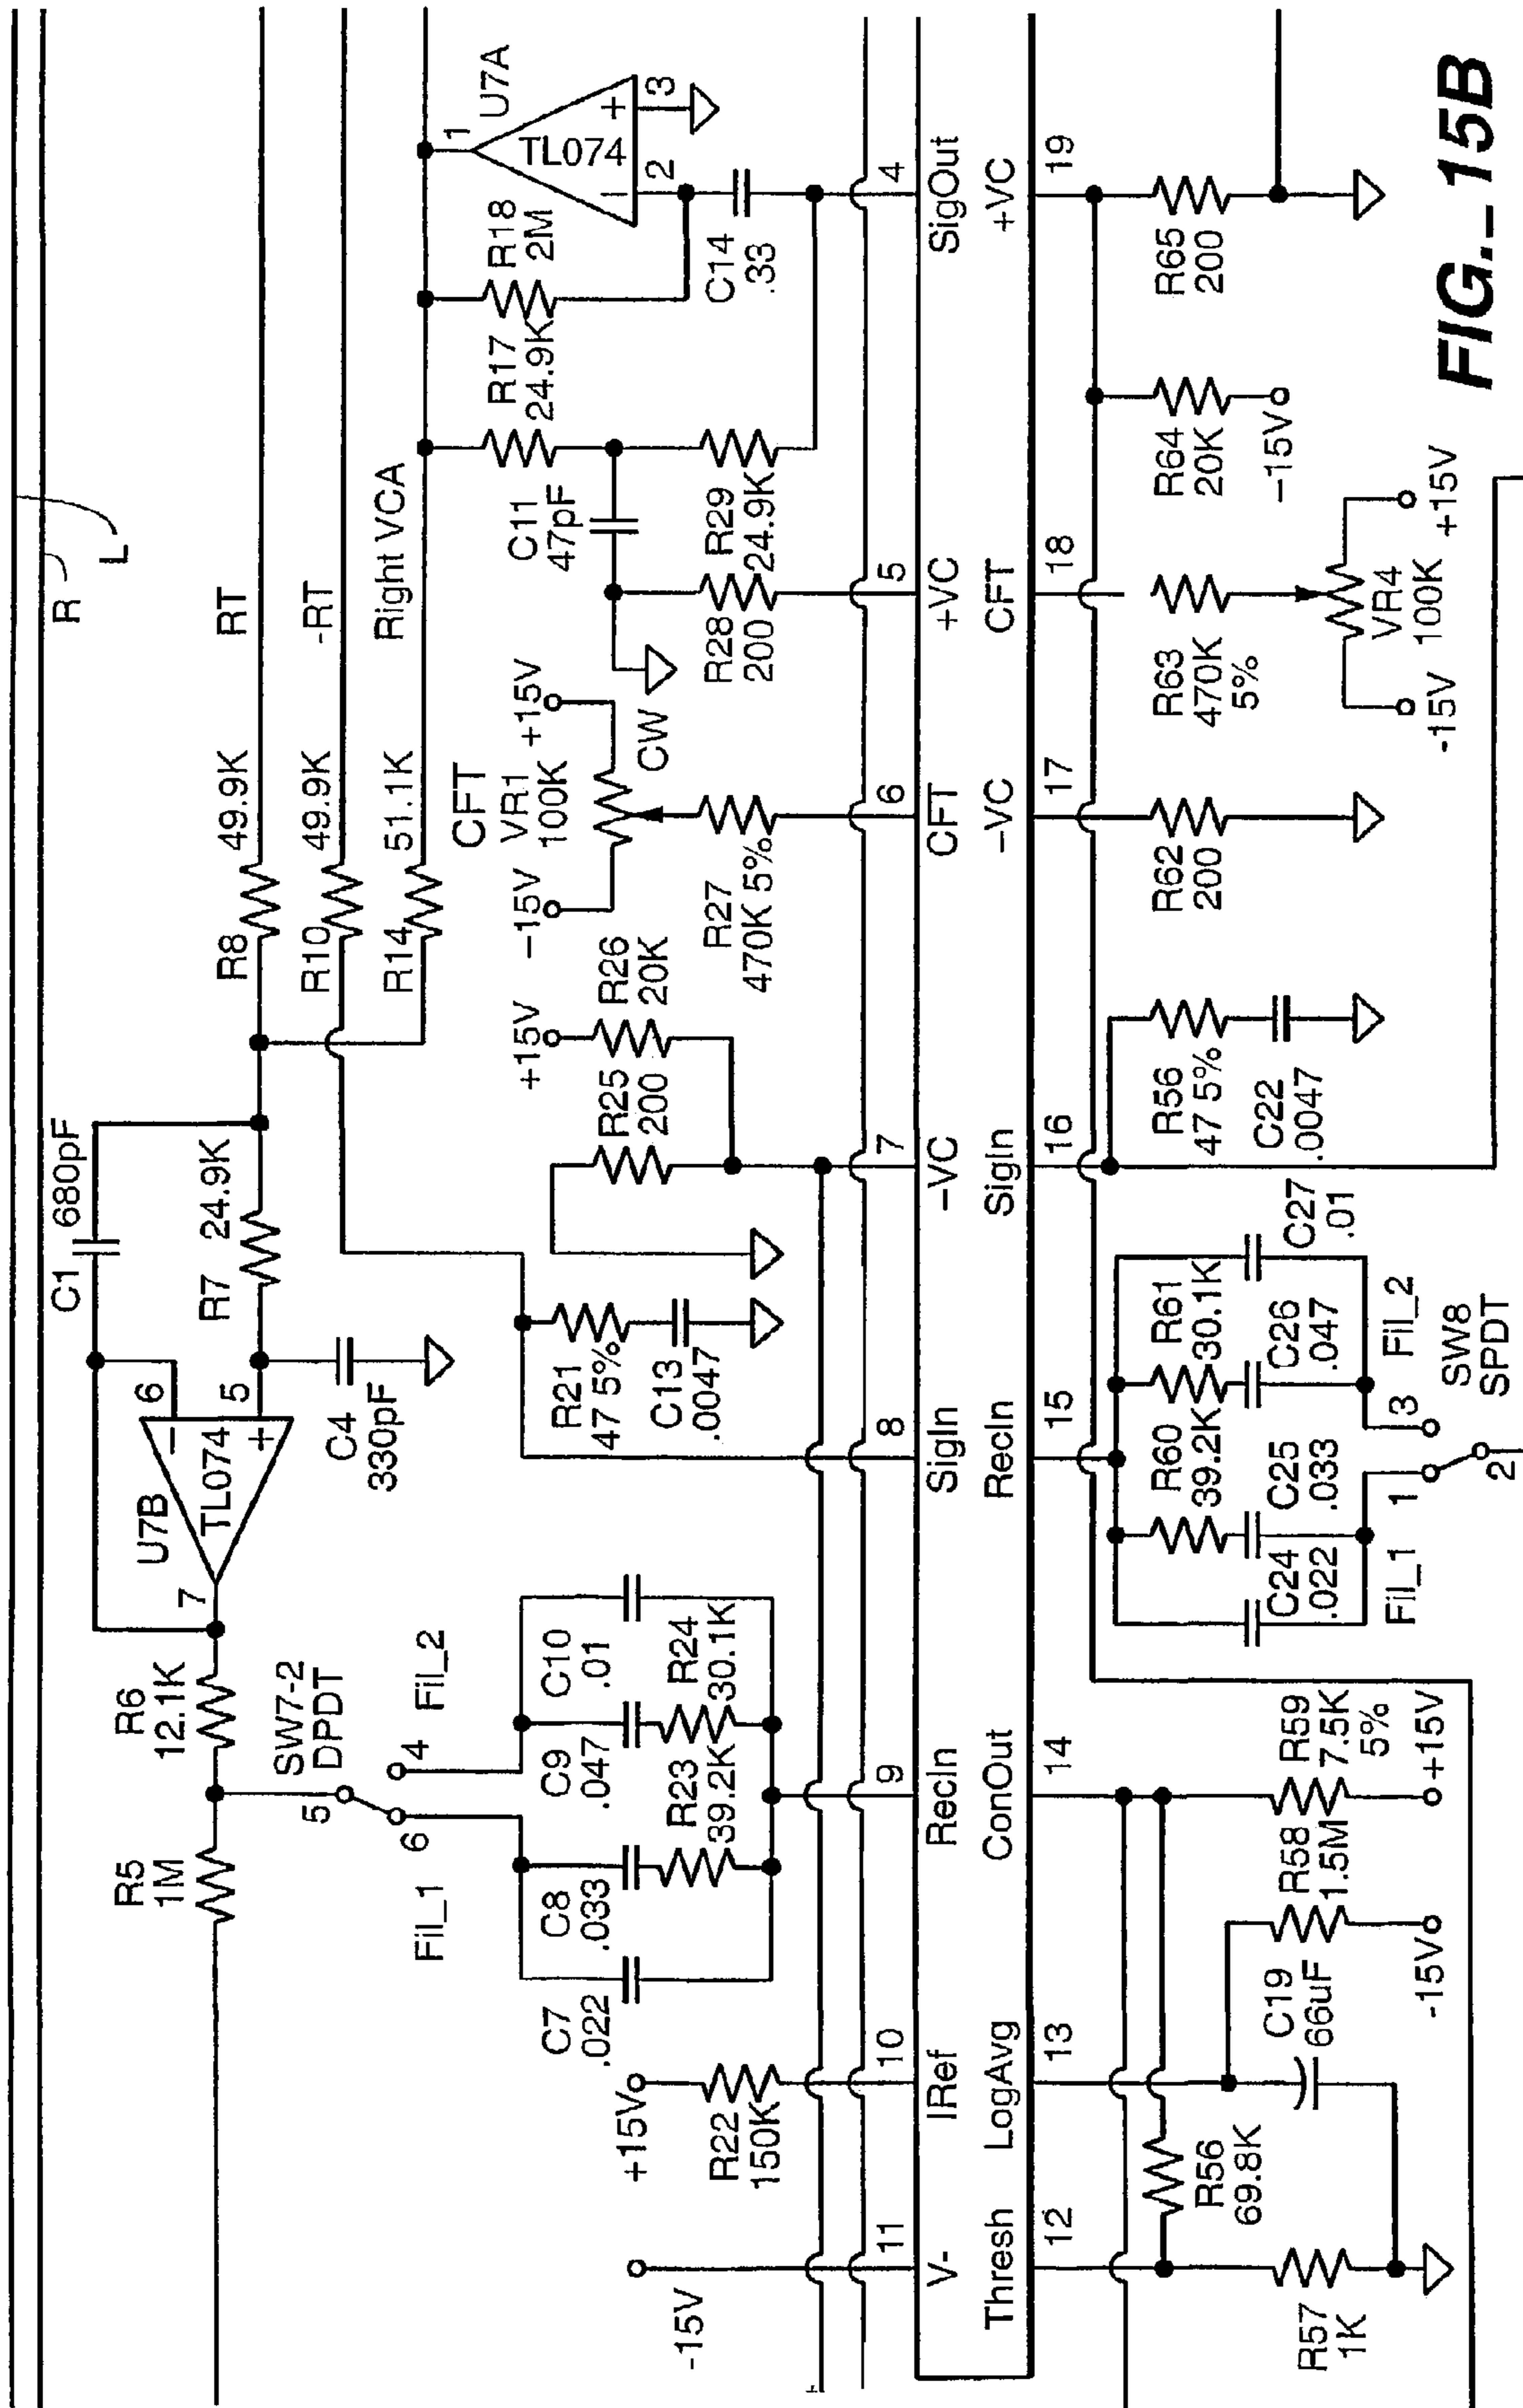 R
L
RT
-RT
Right VCA
C1 680pF
R7 24.9K
R8 49.9K
R10 49.9K
R14 51.1K
U7B
TL074
−
+
6
5
7
C4
330pF
R6
12.1K
R5
1M
SW7-2
DPDT
5
4
6
Fil_2
Fil_1
C10
.01
C9
.047
R24
30.1K
R23
39.2K
C8
.033
C7
.022
+15V
R22
150K
-15V
R21
47 5%
C13
.0047
+15V
R25
200
R26
20K
CFT
VR1
100K
−15V
+15V
CW
R27
470K 5%
R28
200
C11
47pF
R29
24.9K
R17
24.9K
R18
2M
C14
.33
U7A
TL074
−
+
1
2
3
11
10
9
8
7
6
5
4
V-
IRef
RecIn
SigIn
−VC
CFT
+VC
SigOut
Thresh
LogAvg
ConOut
RecIn
SigIn
−VC
CFT
+VC
12
13
14
15
16
17
18
19
R56
69.8K
R57
1K
C19
66uF
R58
1.5M
-15V
R59
7.5K
5%
+15V
R60
39.2K
R61
30.1K
C24
.022
C25
.033
C26
.047
C27
.01
Fil_1
Fil_2
1
3
21
SW8
SPDT
R56
47 5%
C22
.0047
R62
200
R63
470K
5%
VR4
100K
-15V
+15V
R64
20K
−15V
R65
200
FIG._15B